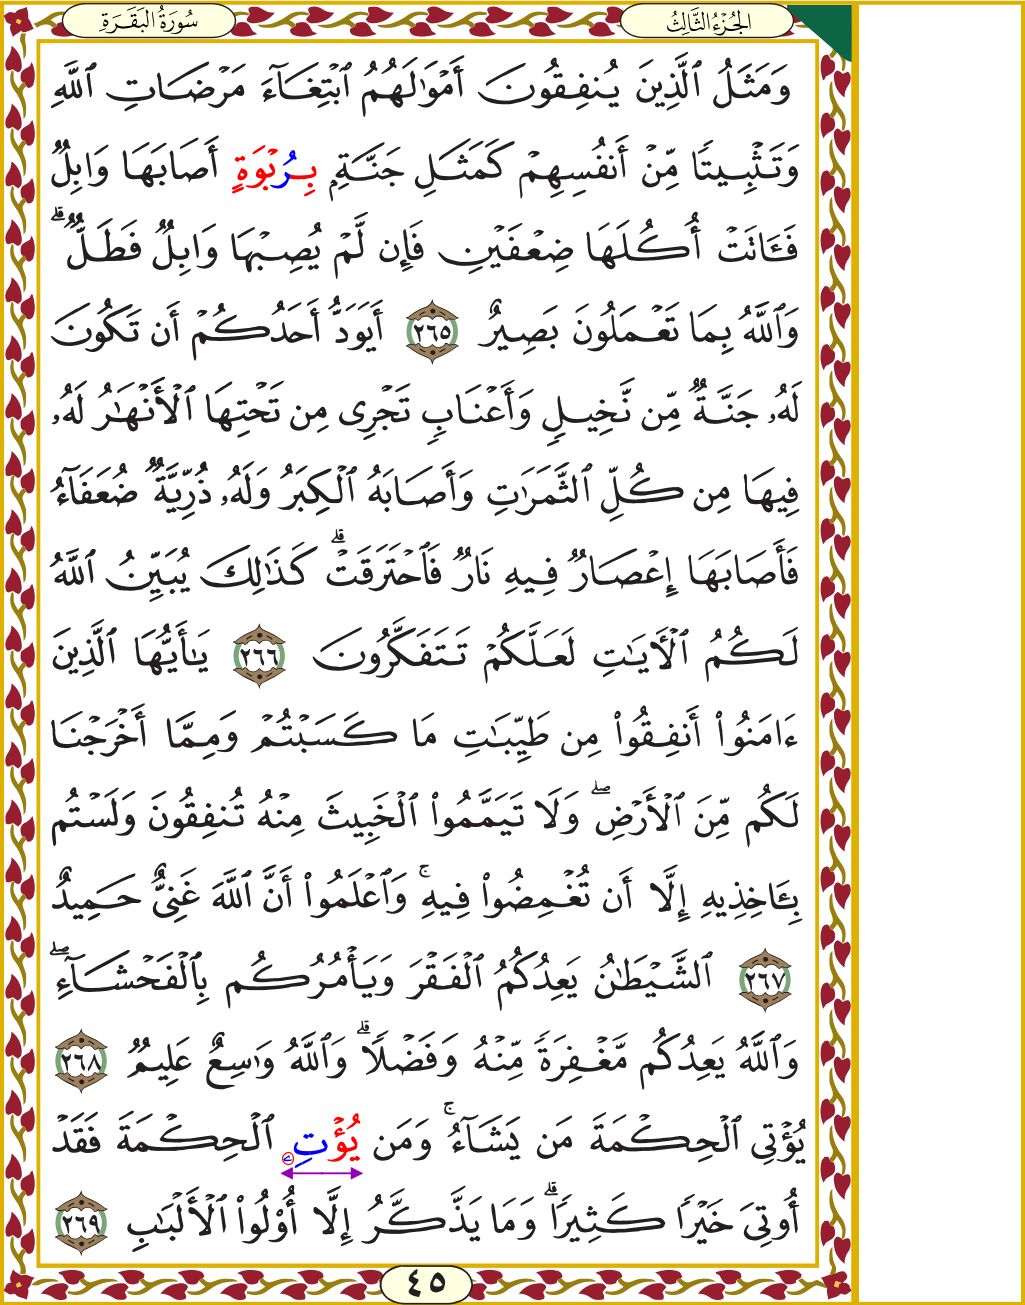 الجُزْءُ الثَّالِثُ
سُورَةُ البَقَرَةِ
وَمَثَلُ ٱلَّذِينَ يُنفِقُونَ أَمْوَٰلَهُمُ ٱبْتِغَآءَ مَرْضَاتِ ٱللَّهِ
وَتَثْبِيتٗا مِّنْ أَنفُسِهِمْ كَمَثَلِ جَنَّةِۭ بِرُبْوَةٍ أَصَابَهَا وَابِلٞ
فَـَٔاتَتْ أُكُلَهَا ضِعْفَيْنِ فَإِن لَّمْ يُصِبْهَا وَابِلٞ فَطَلّٞۗ
وَٱللَّهُ بِمَا تَعْمَلُونَ بَصِيرٌ ٢٦٥ أَيَوَدُّ أَحَدُكُمْ أَن تَكُونَ
لَهُۥ جَنَّةٞ مِّن نَّخِيلٖ وَأَعْنَابٖ تَجْرِى مِن تَحْتِهَا ٱلْأَنْهَٰرُ لَهُۥ
فِيهَا مِن كُلِّ ٱلثَّمَرَٰتِ وَأَصَابَهُ ٱلْكِبَرُ وَلَهُۥ ذُرِّيَّةٞ ضُعَفَآءُ
فَأَصَابَهَا إِعْصَارٞ فِيهِ نَارٞ فَٱحْتَرَقَتْۗ كَذَٰلِكَ يُبَيِّنُ ٱللَّهُ
لَكُمُ ٱلْأَيَٰتِ لَعَلَّكُمْ تَتَفَكَّرُونَ ٢٦٦ يَٰٓأَيُّهَا ٱلَّذِينَ
ءَامَنُوا۟ أَنفِقُوا۟ مِن طَيِّبَٰتِ مَا كَسَبْتُمْ وَمِمَّآ أَخْرَجْنَا
لَكُم مِّنَ ٱلْأَرْضِۖ وَلَا تَيَمَّمُوا۟ ٱلْخَبِيثَ مِنْهُ تُنفِقُونَ وَلَسْتُم
بِـَٔاخِذِيهِ إِلَّآ أَن تُغْمِضُوا۟ فِيهِۚ وَٱعْلَمُوٓا۟ أَنَّ ٱللَّهَ غَنِىٌّ حَمِيدٌ
٢٦٧ ٱلشَّيْطَٰنُ يَعِدُكُمُ ٱلْفَقْرَ وَيَأْمُرُكُم بِٱلْفَحْشَآءِۖ
وَٱللَّهُ يَعِدُكُم مَّغْفِرَةٗ مِّنْهُ وَفَضْلٗاۗ وَٱللَّهُ وَٰسِعٌ عَلِيمٞ ٢٦٨
يُؤْتِى ٱلْحِكْمَةَ مَن يَشَآءُۚ وَمَن يُؤْتِے ٱلْحِكْمَةَ فَقَدْ
أُوتِىَ خَيْرٗا كَثِيرٗاۗ وَمَا يَذَّكَّرُ إِلَّآ أُو۟لُوا۟ ٱلْأَلْبَٰبِ ٢٦٩
٤٥